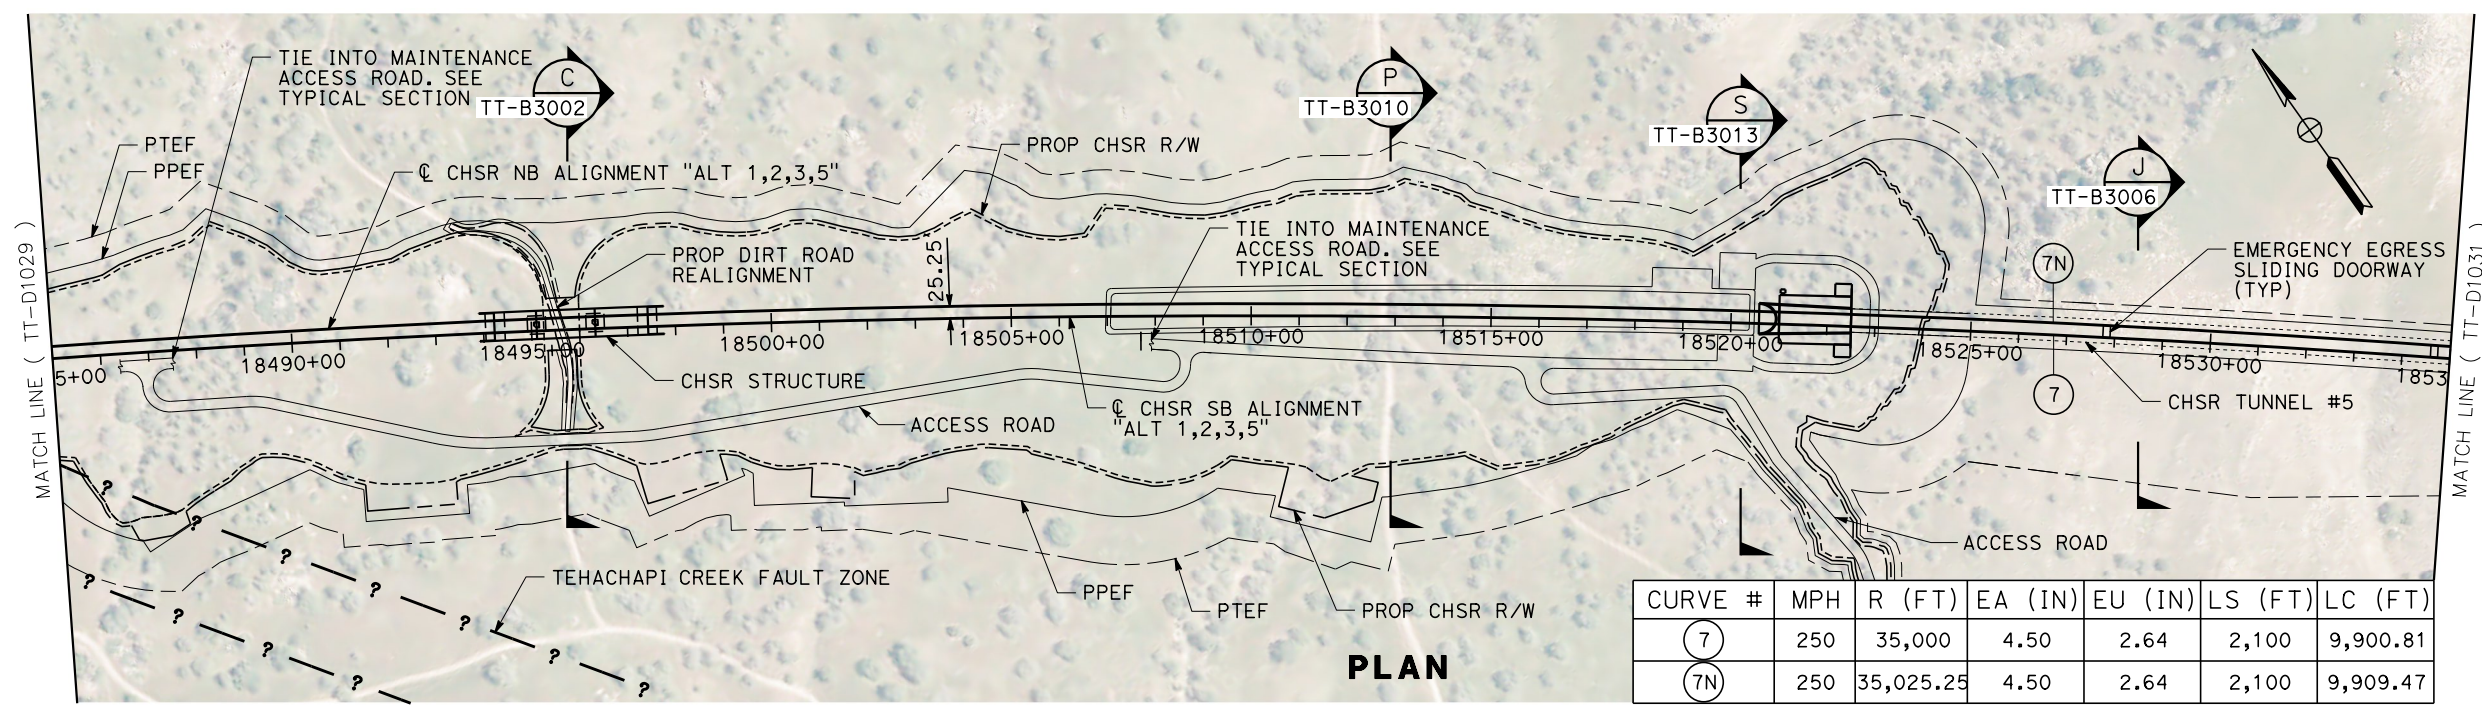 TIE INTO MAINTENANCE
ACCESS ROAD. SEE
TYPICAL SECTION
C
TT-B3002
P
TT-B3010
S
TT-B3013
J
TT-B3006
PTEF
PPEF
℄ CHSR NB ALIGNMENT "ALT 1,2,3,5"
PROP CHSR R/W
MATCH LINE ( TT-D1029 )
PROP DIRT ROAD
REALIGNMENT
25.25
TIE INTO MAINTENANCE
ACCESS ROAD. SEE
TYPICAL SECTION
7N
EMERGENCY EGRESS
SLIDING DOORWAY
(TYP)
MATCH LINE ( TT-D1031 )
5+00
18490+00
18495+00
18500+00
18505+00
18510+00
18515+00
18520+00
18525+00
18530+00
1853
CHSR STRUCTURE
7
CHSR TUNNEL #5
℄ CHSR SB ALIGNMENT
"ALT 1,2,3,5"
ACCESS ROAD
?
?
?
?
?
?
?
?
?
?
?
?
TEHACHAPI CREEK FAULT ZONE
PPEF
PTEF
PROP CHSR R/W
ACCESS ROAD
PLAN
CURVE # MPH R (FT) EA (IN) EU (IN) LS (FT) LC (FT)
7 250 35,000 4.50 2.64 2,100 9,900.81
7N 250 35,025.25 4.50 2.64 2,100 9,909.47